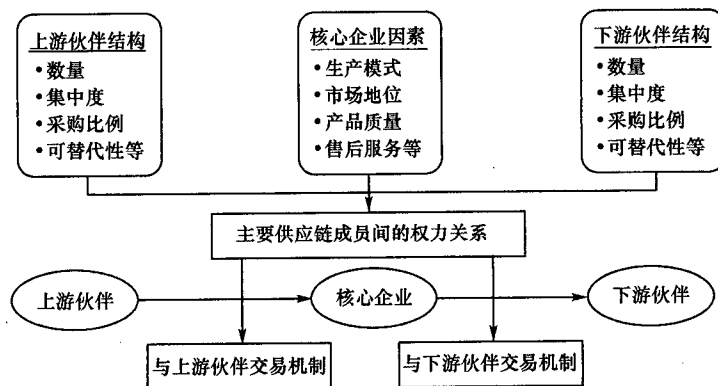 上游伙伴结构
•数量
•集中度
•采购比例
•可替代性等
核心企业因素
•生产模式
•市场地位
•产品质量
•售后服务等
下游伙伴结构
•数量
•集中度
•采购比例
•可替代性等
主要供应链成员间的权力关系
上游伙伴
核心企业
下游伙伴
与上游伙伴交易机制
与下游伙伴交易机制